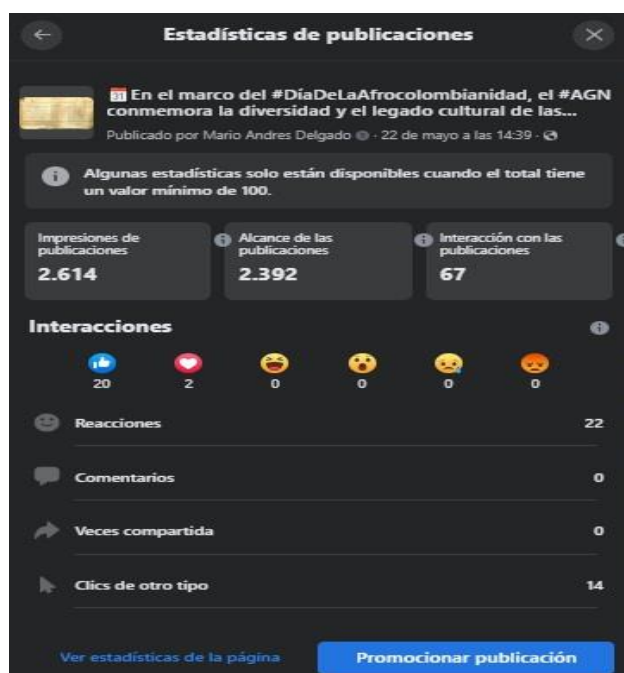 Estadísticas de publicaciones
En el marco del #DíaDeLaAfrocolombianidad, el #AGN
conmemora la diversidad y el legado cultural de las...
Publicado por Mario Andres Delgado · 22 de mayo a las 14:39 ·
Algunas estadísticas solo están disponibles cuando el total tiene
un valor mínimo de 100.
Impresiones de
publicaciones
2.614
Alcance de las
publicaciones
2.392
Interacción con las
publicaciones
67
Interacciones
20 2 0 0 0 0
Reacciones 22
Comentarios 0
Veces compartida 0
Clics de otro tipo 14
Ver estadísticas de la página
Promocionar publicación